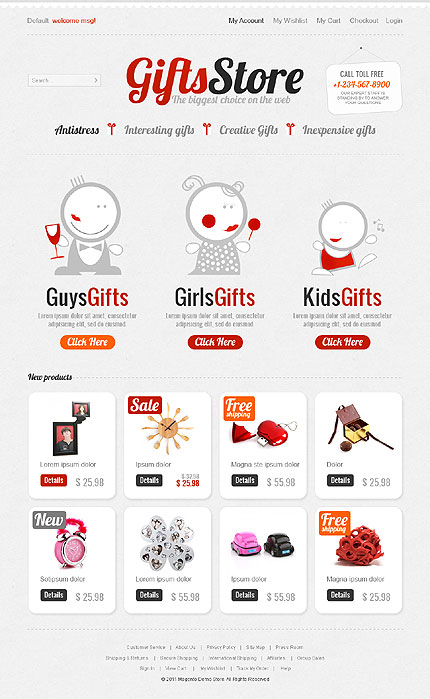 Default welcome msg! My Account My Wishlist My Cart Checkout Login
Search ...
GiftsStore
The biggest choice on the web
CALL TOLL FREE
+1-234-567-8900
OUR EXPERT STAFF IS
STANDING BY TO ANSWER
YOUR QUESTIONS
Antistress Interesting gifts Creative Gifts Inexpensive gifts
GuysGifts GirlsGifts KidsGifts
Lorem ipsum dolor sit amet, consectetur Lorem ipsum dolor sit amet, consectetur Lorem ipsum dolor sit amet, consectetur
adipisicing elit, sed do eiusmod adipisicing elit, sed do eiusmod adipisicing elit, sed do eiusmod
Click Here Click Here Click Here
New products
Sale Free shipping
Lorem ipsum dolor Ipsum dolor Magna ste ipsum dolor Dolor
Details $ 25.98 Details $ 25.98 Details $ 55.98 Details $ 25.98
New Free shipping
Sotipsum dolor Lorem ipsum dolor Ipsum dolor Magna ipsum dolor
Details $ 25.98 Details $ 55.98 Details $ 55.98 Details $ 25.98
Customer Service | About Us | Privacy Policy | Site Map | Press Room
Shipping & Returns | Secure Shopping | International Shipping | Affiliates | Group Sales
Sign In | View Cart | My Wishlist | Track My Order | Help
© 2011 Magento Demo Store. All Rights Reserved.